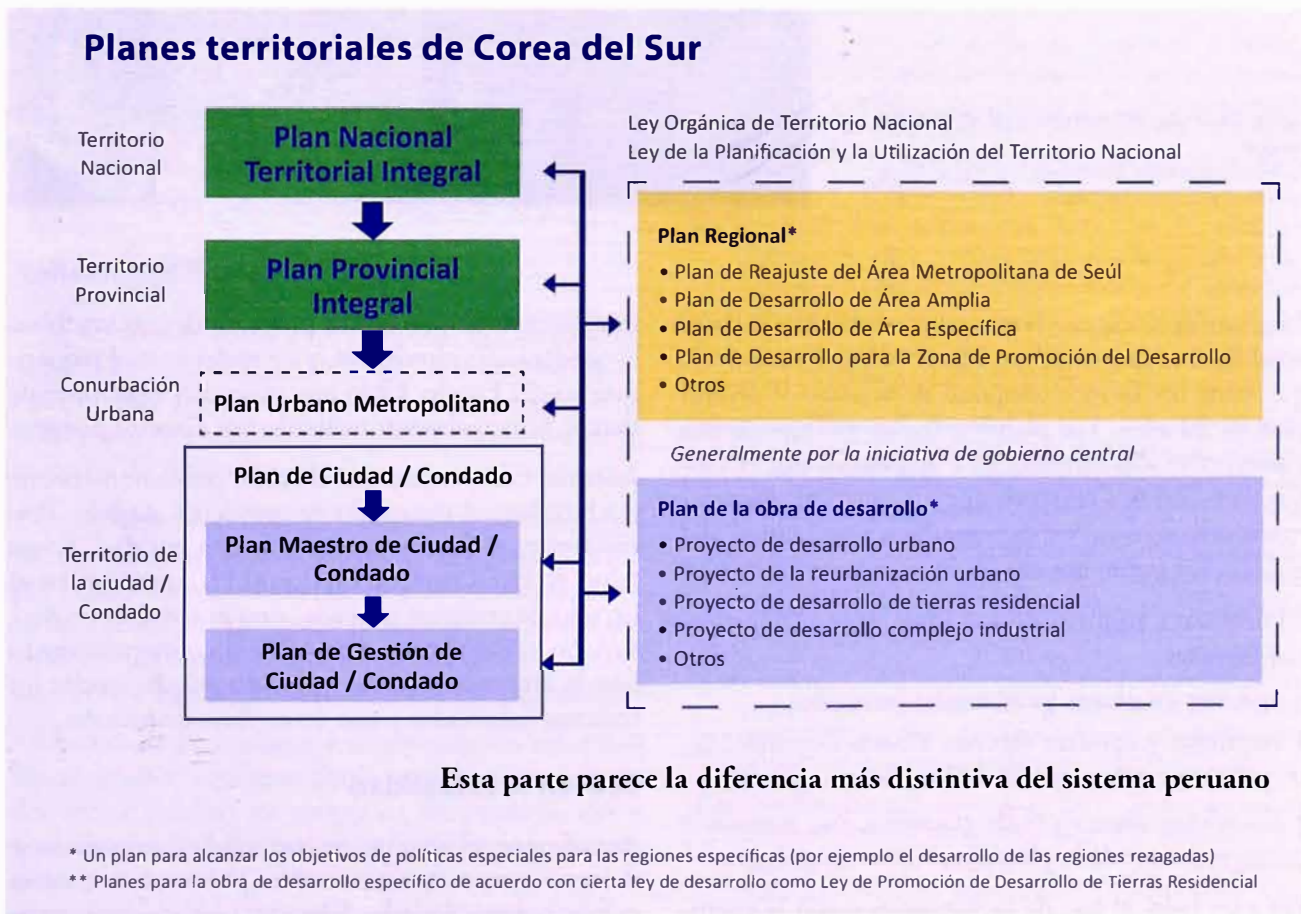 Planes territoriales de Corea del Sur
Territorio
Nacional
Plan Nacional
Territorial Integral
Territorio
Provincial
Plan Provincial
Integral
Conurbación
Urbana
Plan Urbano Metropolitano
Territorio de
la ciudad /
Condado
Plan de Ciudad / Condado
Plan Maestro de Ciudad /
Condado
Plan de Gestión de
Ciudad / Condado
Ley Orgánica de Territorio Nacional
Ley de la Planificación y la Utilización del Territorio Nacional
Plan Regional*
• Plan de Reajuste del Área Metropolitana de Seúl
• Plan de Desarrollo de Área Amplia
• Plan de Desarrollo de Área Específica
• Plan de Desarrollo para la Zona de Promoción del Desarrollo
• Otros
Generalmente por la iniciativa de gobierno central
Plan de la obra de desarrollo*
• Proyecto de desarrollo urbano
• Proyecto de la reurbanización urbano
• Proyecto de desarrollo de tierras residencial
• Proyecto de desarrollo complejo industrial
• Otros
Esta parte parece la diferencia más distintiva del sistema peruano
* Un plan para alcanzar los objetivos de políticas especiales para las regiones específicas (por ejemplo el desarrollo de las regiones rezagadas)
** Planes para la obra de desarrollo específico de acuerdo concierta ley de desarrollo como Ley de Promoción de Desarrollo de Tierras Residencial